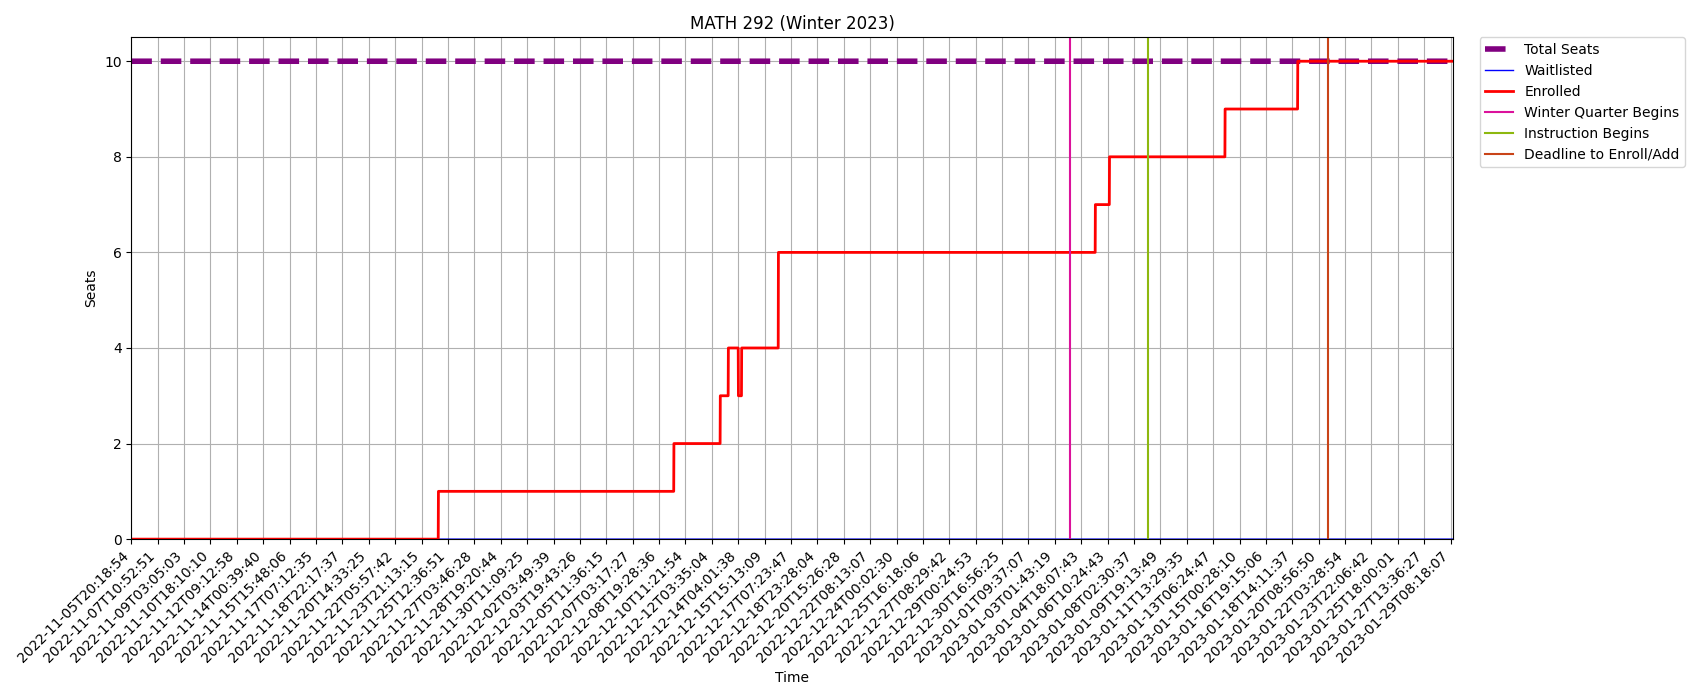 MATH 292 (Winter 2023)
Total Seats
Waitlisted
Enrolled
Winter Quarter Begins
Instruction Begins
Deadline to Enroll/Add
Seats
10
8
6
4
2
0
2022-11-05T20:18:54
2022-11-07T10:52:51
2022-11-09T03:05:03
2022-11-10T18:10:10
2022-11-12T09:12:58
2022-11-14T00:39:40
2022-11-15T15:48:06
2022-11-17T07:12:35
2022-11-18T22:17:37
2022-11-20T14:33:25
2022-11-22T05:57:42
2022-11-23T21:13:15
2022-11-25T12:36:51
2022-11-27T03:46:28
2022-11-28T19:20:44
2022-11-30T11:09:25
2022-12-02T03:49:39
2022-12-03T19:43:26
2022-12-05T11:36:15
2022-12-07T03:17:27
2022-12-08T19:28:36
2022-12-10T11:21:54
2022-12-12T03:35:04
2022-12-14T04:01:38
2022-12-15T15:13:09
2022-12-17T07:23:47
2022-12-18T23:28:04
2022-12-20T15:26:28
2022-12-22T08:13:07
2022-12-24T00:02:30
2022-12-25T16:18:06
2022-12-27T08:29:42
2022-12-29T00:24:53
2022-12-30T16:56:25
2023-01-01T09:37:07
2023-01-03T01:43:19
2023-01-04T18:07:43
2023-01-06T10:24:43
2023-01-08T02:30:37
2023-01-09T19:13:49
2023-01-11T13:29:35
2023-01-13T06:24:47
2023-01-15T00:28:10
2023-01-16T19:15:06
2023-01-18T14:11:37
2023-01-20T08:56:50
2023-01-22T03:28:54
2023-01-23T22:06:42
2023-01-25T18:00:01
2023-01-27T13:36:27
2023-01-29T08:18:07
Time